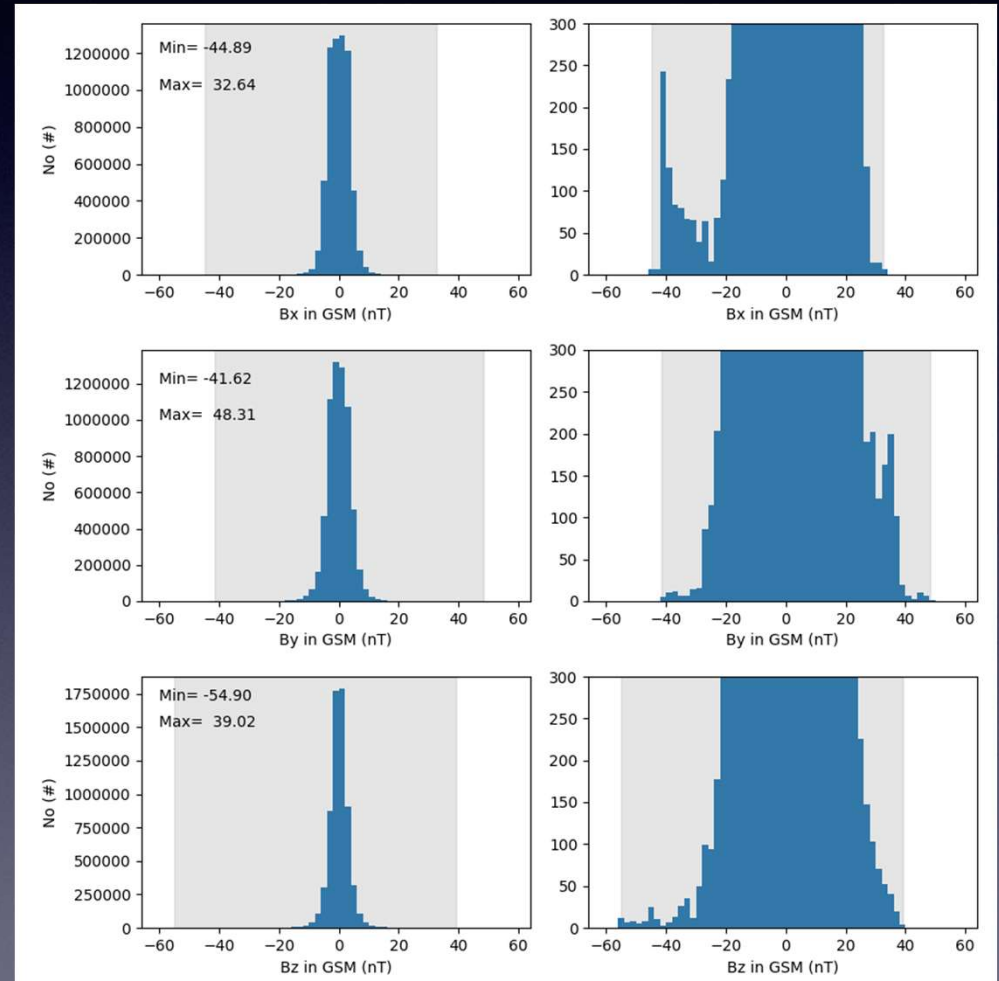 Min= -44.89
Max= 32.64
No (#)
1200000
1000000
800000
600000
400000
200000
0
−60 −40 −20 0 20 40 60
Bx in GSM (nT)
300
250
200
150
100
50
0
−60 −40 −20 0 20 40 60
Bx in GSM (nT)
Min= -41.62
Max= 48.31
No (#)
1200000
1000000
800000
600000
400000
200000
0
−60 −40 −20 0 20 40 60
By in GSM (nT)
300
250
200
150
100
50
0
−60 −40 −20 0 20 40 60
By in GSM (nT)
Min= -54.90
Max= 39.02
No (#)
1750000
1500000
1250000
1000000
750000
500000
250000
0
−60 −40 −20 0 20 40 60
Bz in GSM (nT)
300
250
200
150
100
50
0
−60 −40 −20 0 20 40 60
Bz in GSM (nT)